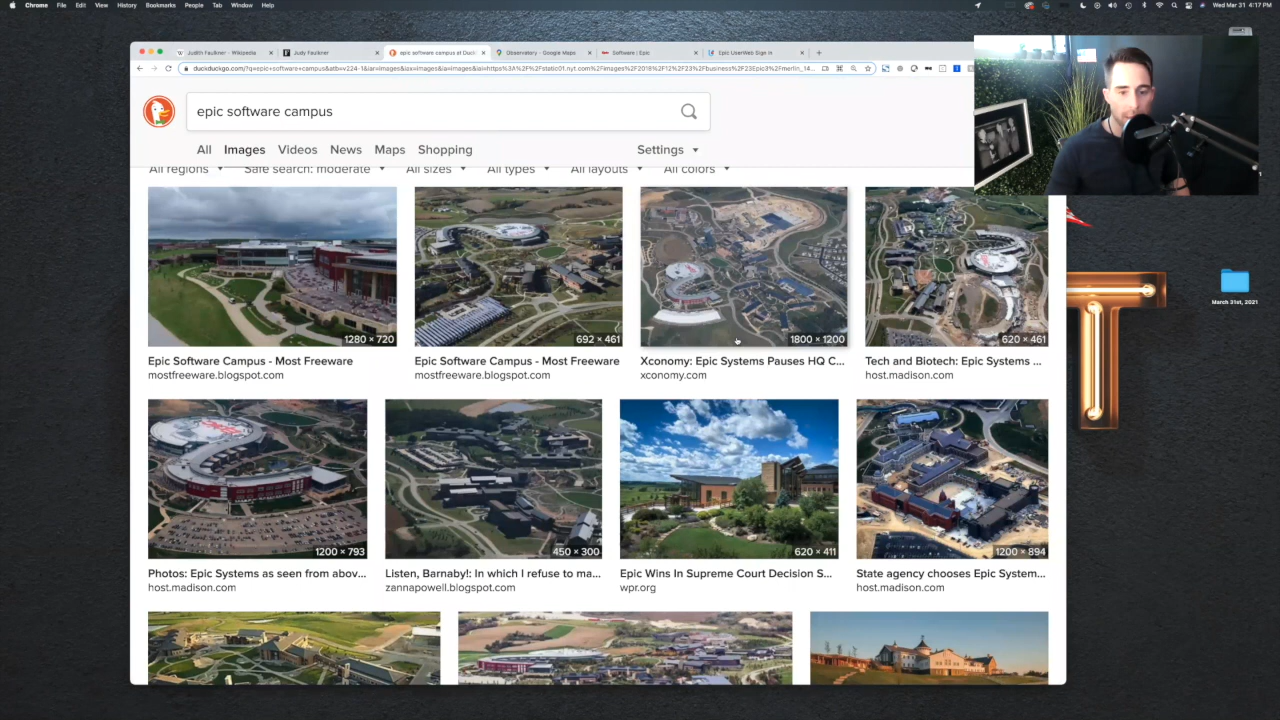 Chrome File Edit View History Bookmarks People Tab Window Help
Wed Mar 31 4:17 PM
Judith Faulkner - Wikipedia
Judy Faulkner
epic software campus at Duck
Observatory - Google Maps
Software | Epic
Epic UserWeb Sign In
epic software campus
All Images Videos News Maps Shopping Settings
All regions Safe search: moderate All sizes All types All layouts All colors
1280 × 720
692 × 461
1800 × 1200
620 × 461
Epic Software Campus - Most Freeware
mostfreeware.blogspot.com
Epic Software Campus - Most Freeware
mostfreeware.blogspot.com
Xconomy: Epic Systems Pauses HQ C...
xconomy.com
Tech and Biotech: Epic Systems ...
host.madison.com
March 31st, 2021
T
1200 × 793
450 × 300
620 × 411
1200 × 894
Photos: Epic Systems as seen from abov...
host.madison.com
Listen, Barnaby!: In which I refuse to ma...
zannapowell.blogspot.com
Epic Wins In Supreme Court Decision S...
wpr.org
State agency chooses Epic System...
host.madison.com